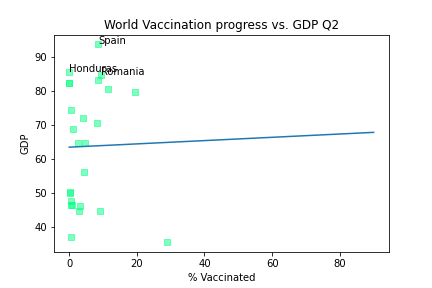 World Vaccination progress vs. GDP Q2
Spain
Honduras
Romania
90
80
70
60
50
40
GDP
0
20
40
60
80
% Vaccinated